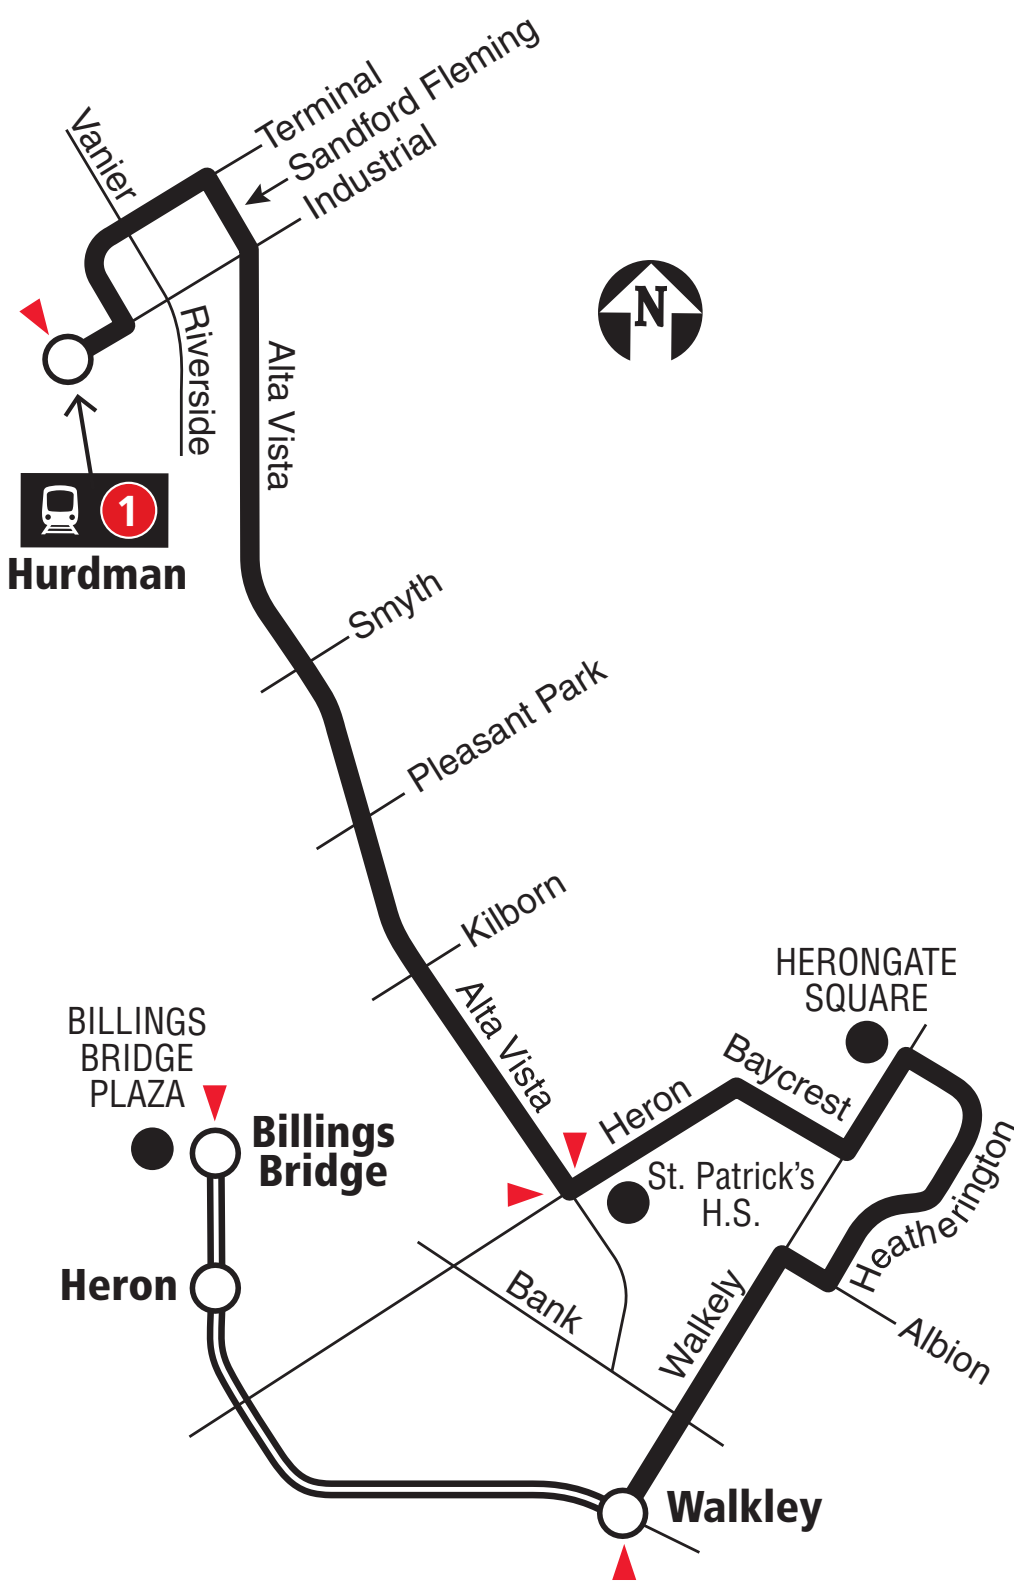 Terminal
Sandford Fleming
Industrial
Vanier
Riverside
Alta Vista
N
1
Hurdman
Smyth
Pleasant Park
Kilborn
Alta Vista
HERONGATE
SQUARE
BILLINGS
BRIDGE
PLAZA
Billings
Bridge
Heron
Baycrest
St. Patrick's
H.S.
Heatherington
Heron
Bank
Walkely
Albion
Walkley